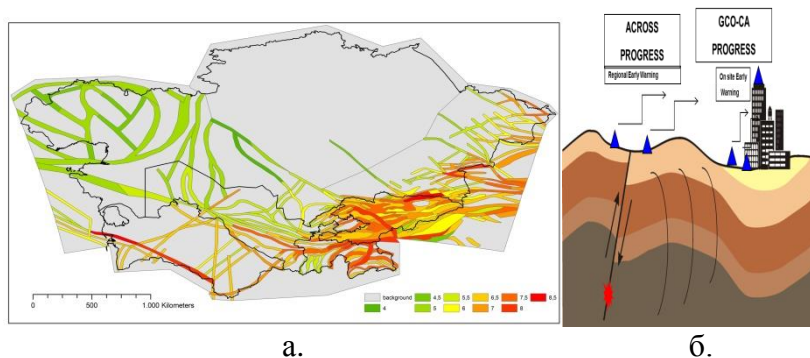 0
500
1.000 Kilometers
background
4,5
5,5
6,5
7,5
8,5
4
5
6
7
8
ACROSS
PROGRESS
Regional Early Warning
GCO-CA
PROGRESS
On site Early
Warning
а.
б.